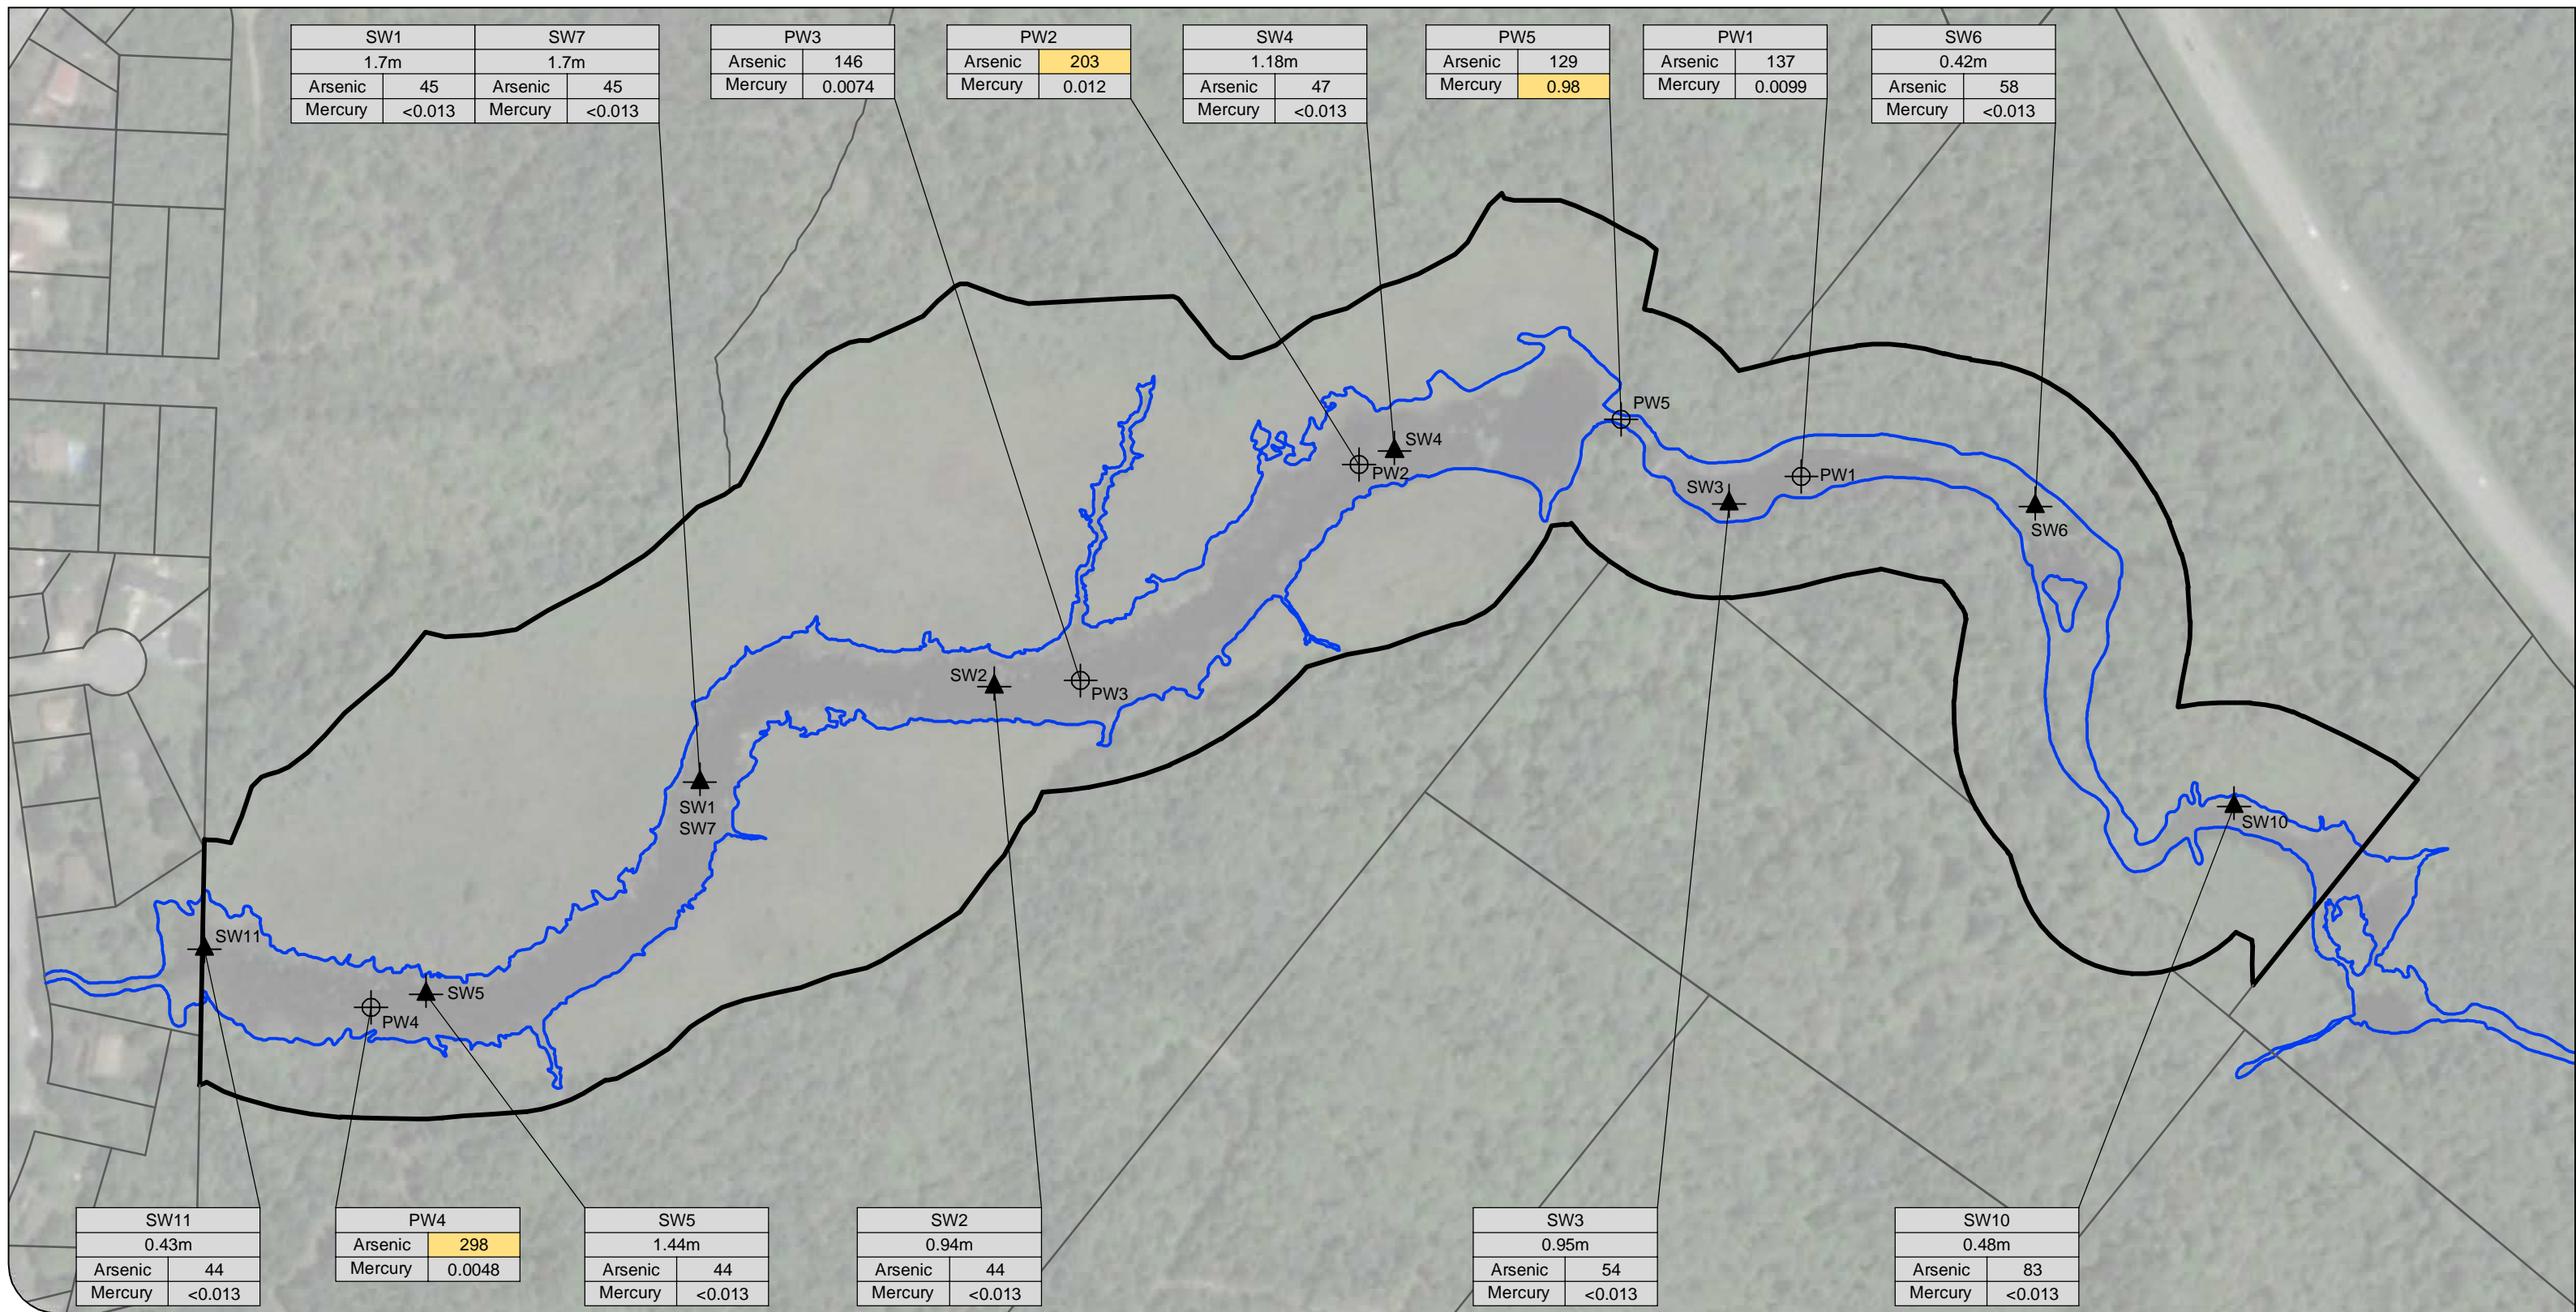 SW1 SW7
1.7m 1.7m
Arsenic 45 Arsenic 45
Mercury <0.013 Mercury <0.013
PW3
Arsenic 146
Mercury 0.0074
PW2
Arsenic 203
Mercury 0.012
SW4
1.18m
Arsenic 47
Mercury <0.013
PW5
Arsenic 129
Mercury 0.98
PW1
Arsenic 137
Mercury 0.0099
SW6
0.42m
Arsenic 58
Mercury <0.013
PW5
SW4
PW2
PW1
SW3
SW6
SW2
PW3
SW1
SW7
SW10
SW11
SW5
PW4
SW11
0.43m
Arsenic 44
Mercury <0.013
PW4
Arsenic 298
Mercury 0.0048
SW5
1.44m
Arsenic 44
Mercury <0.013
SW2
0.94m
Arsenic 44
Mercury <0.013
SW3
0.95m
Arsenic 54
Mercury <0.013
SW10
0.48m
Arsenic 83
Mercury <0.013